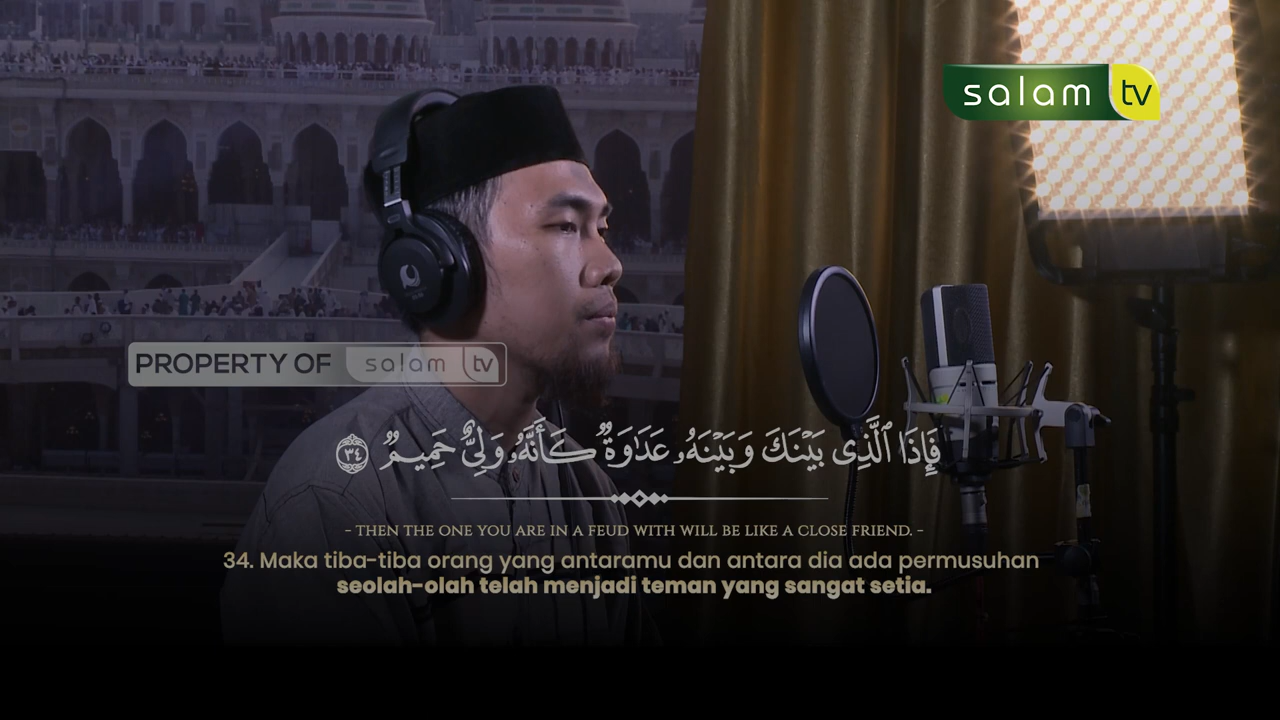 salam tv
PROPERTY OF salam tv
فَإِذَا ٱلَّذِى بَيْنَكَ وَبَيْنَهُۥ عَدَٰوَةٌ كَأَنَّهُۥ وَلِىٌّ حَمِيمٌ ٣٤
- THEN THE ONE YOU ARE IN A FEUD WITH WILL BE LIKE A CLOSE FRIEND. -
34. Maka tiba-tiba orang yang antaramu dan antara dia ada permusuhan
seolah-olah telah menjadi teman yang sangat setia.